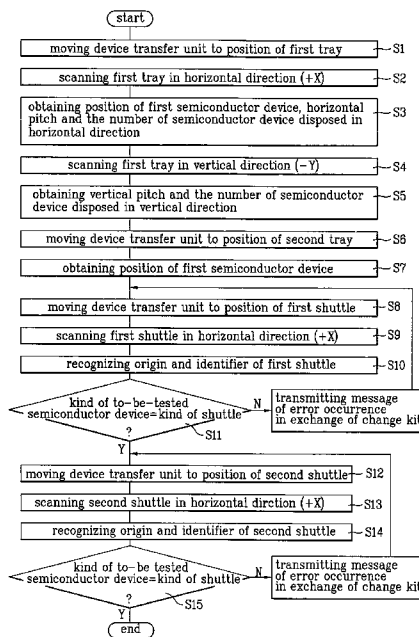 start
moving device transfer unit to position of first tray
S1
scanning first tray in horizontal direction (+X)
S2
obtaining position of first semiconductor device, horizontal
pitch and the number of semiconductor device disposed in
horizontal direction
S3
scanning first tray in vertical direction (-Y)
S4
obtaining vertical pitch and the number of semiconductor
device disposed in vertical direction
S5
moving device transfer unit to position of second tray
S6
obtaining position of first semiconductor device
S7
moving device transfer unit to position of first shuttle
S8
scanning first shuttle in horizontal direction (+X)
S9
recognizing origin and identifier of first shuttle
S10
kind of to-be-tested
semiconductor device=kind of shuttle
?
S11
N
transmitting message
of error occurrence
in exchange of change kit
Y
moving device transfer unit to position of second shuttle
S12
scanning second shuttle in horizontal dirction (+X)
S13
recognizing origin and identifier of second shuttle
S14
kind of to-be tested
semiconductor device=kind of shuttle
?
S15
N
transmitting message
of error occurrence
in exchange of change kit
Y
end